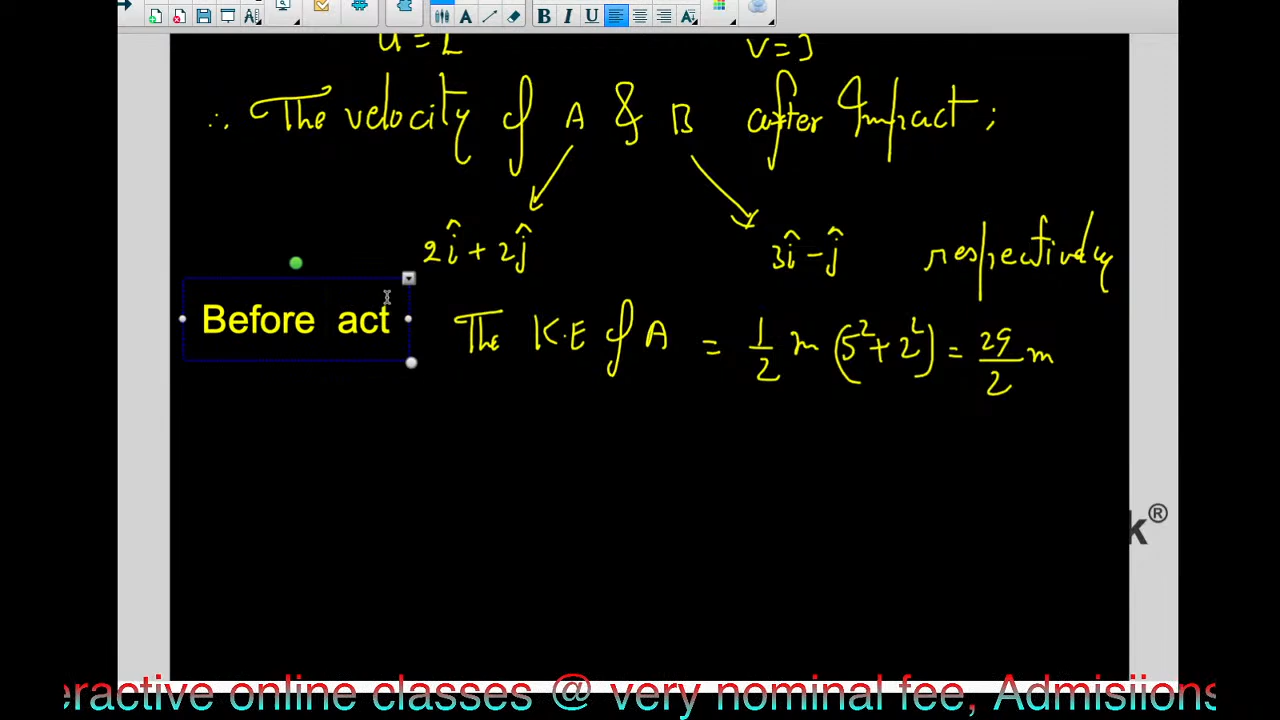 u = 2 v = 3
∴ The velocity of A & B after Impact ;
2î + 2ĵ 3î - ĵ respectively
Before act The K.E of A = 1/2 m (5² + 2²) = 29/2 m
k®
eractive online classes @ very nominal fee, Admisiions